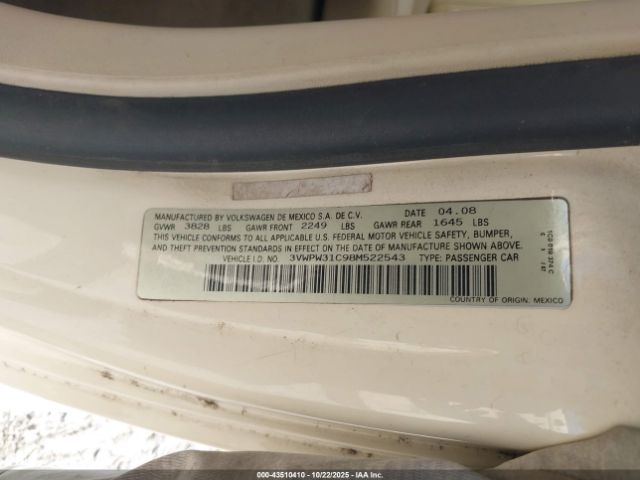 MANUFACTURED BY VOLKSWAGEN DE MEXICO S.A. DE C.V. DATE 04.08
GVWR 3828 LBS GAWR FRONT 2249 LBS GAWR REAR 1645 LBS
THIS VEHICLE CONFORMS TO ALL APPLICABLE U.S. FEDERAL MOTOR VEHICLE SAFETY, BUMPER,
AND THEFT PREVENTION STANDARDS IN EFFECT ON THE DATE OF MANUFACTURE SHOWN ABOVE.
VEHICLE I.D. NO. 3VWPW31C98M522543 TYPE: PASSENGER CAR
COUNTRY OF ORIGIN: MEXICO
00-43510410 - 10/22/2025 - Copyright © 2025 IAA, Inc.